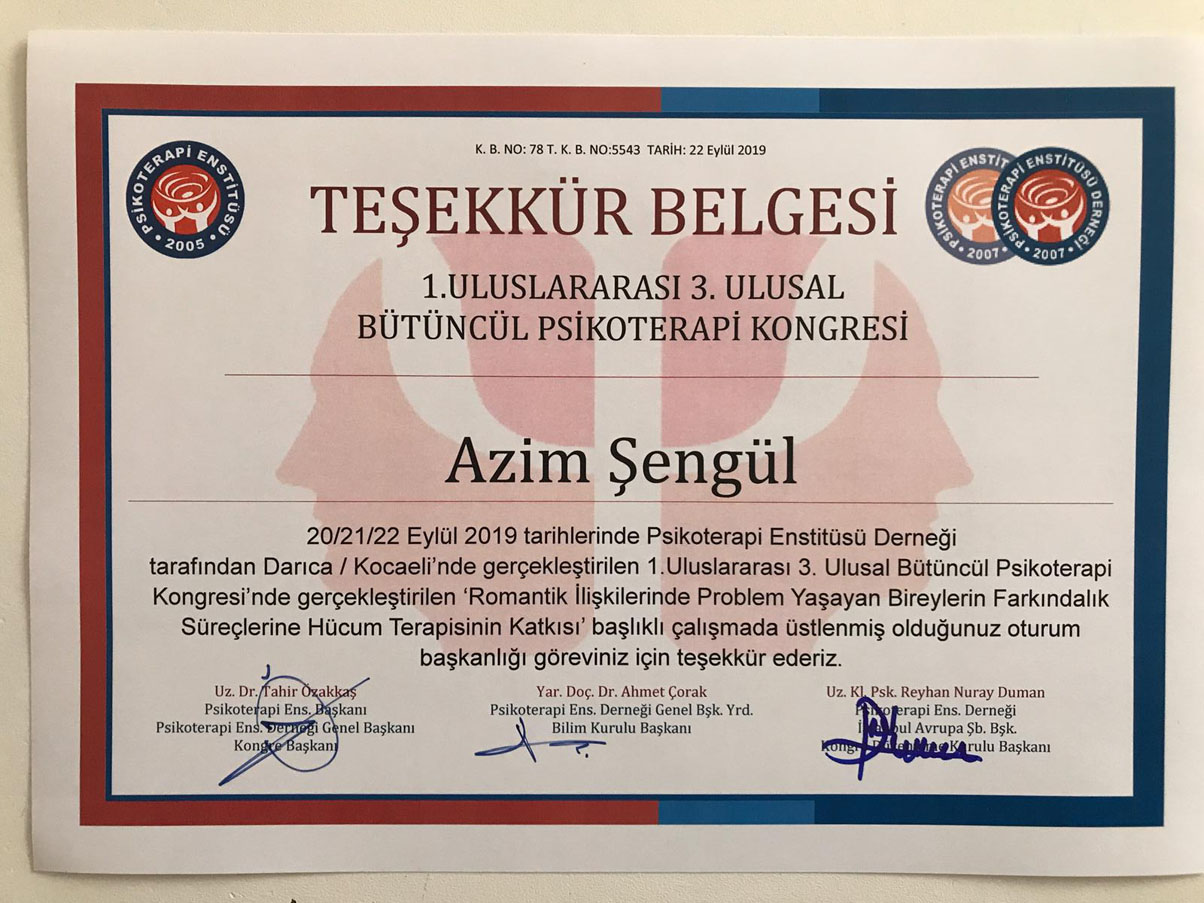 K. B. NO: 78 T. K. B. NO:5543 TARİH: 22 Eylül 2019
PSİKOTERAPİ ENSTİTÜSÜ
• 2005 •
TEŞEKKÜR BELGESİ
PSİKOTERAPİ ENSTİT
• 2007 •
PSİKOTERAPİ ENSTİTÜSÜ DERNEĞİ
• 2007 •
1.ULUSLARARASI 3. ULUSAL
BÜTÜNCÜL PSİKOTERAPİ KONGRESİ
Azim Şengül
20/21/22 Eylül 2019 tarihlerinde Psikoterapi Enstitüsü Derneği
tarafından Darıca / Kocaeli’nde gerçekleştirilen 1.Uluslararası 3. Ulusal Bütüncül Psikoterapi
Kongresi’nde gerçekleştirilen ‘Romantik İlişkilerinde Problem Yaşayan Bireylerin Farkındalık
Süreçlerine Hücum Terapisinin Katkısı’ başlıklı çalışmada üstlenmiş olduğunuz oturum
başkanlığı göreviniz için teşekkür ederiz.
Uz. Dr. Tahir Özakkaş
Psikoterapi Ens. Başkanı
Psikoterapi Ens. Derneği Genel Başkanı
Kongre Başkanı
Yar. Doç. Dr. Ahmet Çorak
Psikoterapi Ens. Derneği Genel Bşk. Yrd.
Bilim Kurulu Başkanı
Uz. Kl. Psk. Reyhan Nuray Duman
Psikoterapi Ens. Derneği
İstanbul Avrupa Şb. Bşk.
Kurulu Başkanı